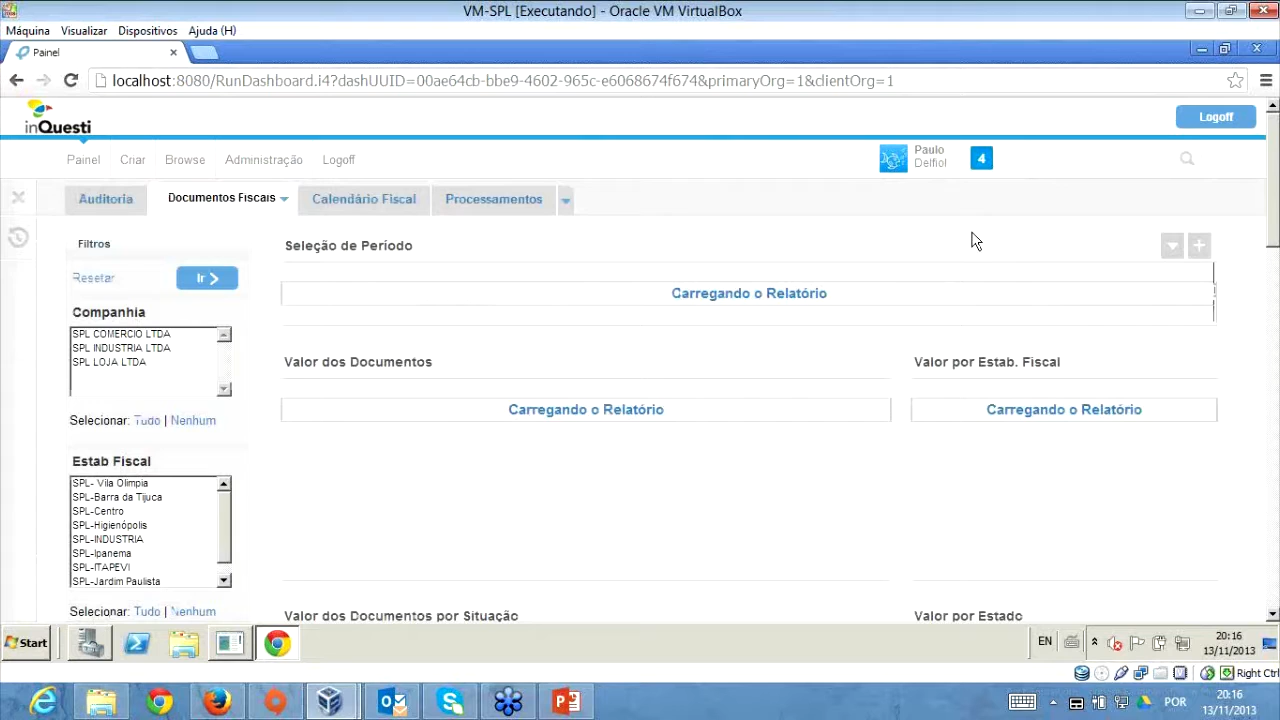 VM-SPL [Executando] - Oracle VM VirtualBox
Máquina Visualizar Dispositivos Ajuda (H)
Painel
localhost:8080/RunDashboard.i4?dashUUID=00ae64cb-bbe9-4602-965c-e6068674f674&primaryOrg=1&clientOrg=1
inQuesti
Logoff
Painel Criar Browse Administração Logoff
Paulo
Delfiol
4
Auditoria Documentos Fiscais Calendário Fiscal Processamentos
Filtros
Seleção de Período
Resetar Ir
Carregando o Relatório
Companhia
SPL COMERCIO LTDA
SPL INDUSTRIA LTDA
SPL LOJA LTDA
Valor dos Documentos Valor por Estab. Fiscal
Carregando o Relatório Carregando o Relatório
Selecionar: Tudo | Nenhum
Estab Fiscal
SPL- Vila Olimpia
SPL-Barra da Tijuca
SPL-Centro
SPL-Higienópolis
SPL-INDUSTRIA
SPL-Ipanema
SPL-ITAPEVI
SPL-Jardim Paulista
Selecionar: Tudo | Nenhum
Valor dos Documentos por Situação Valor por Estado
Start
EN
20:16
13/11/2013
Right Ctrl
POR
20:16
13/11/2013